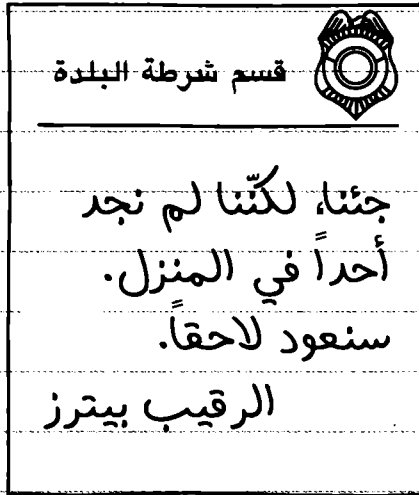 قسم شرطة البلدة
جئنا، لكنّنا لم نجد
أحداً في المنزل.
سنعود لاحقاً.
الرقيب بيترز